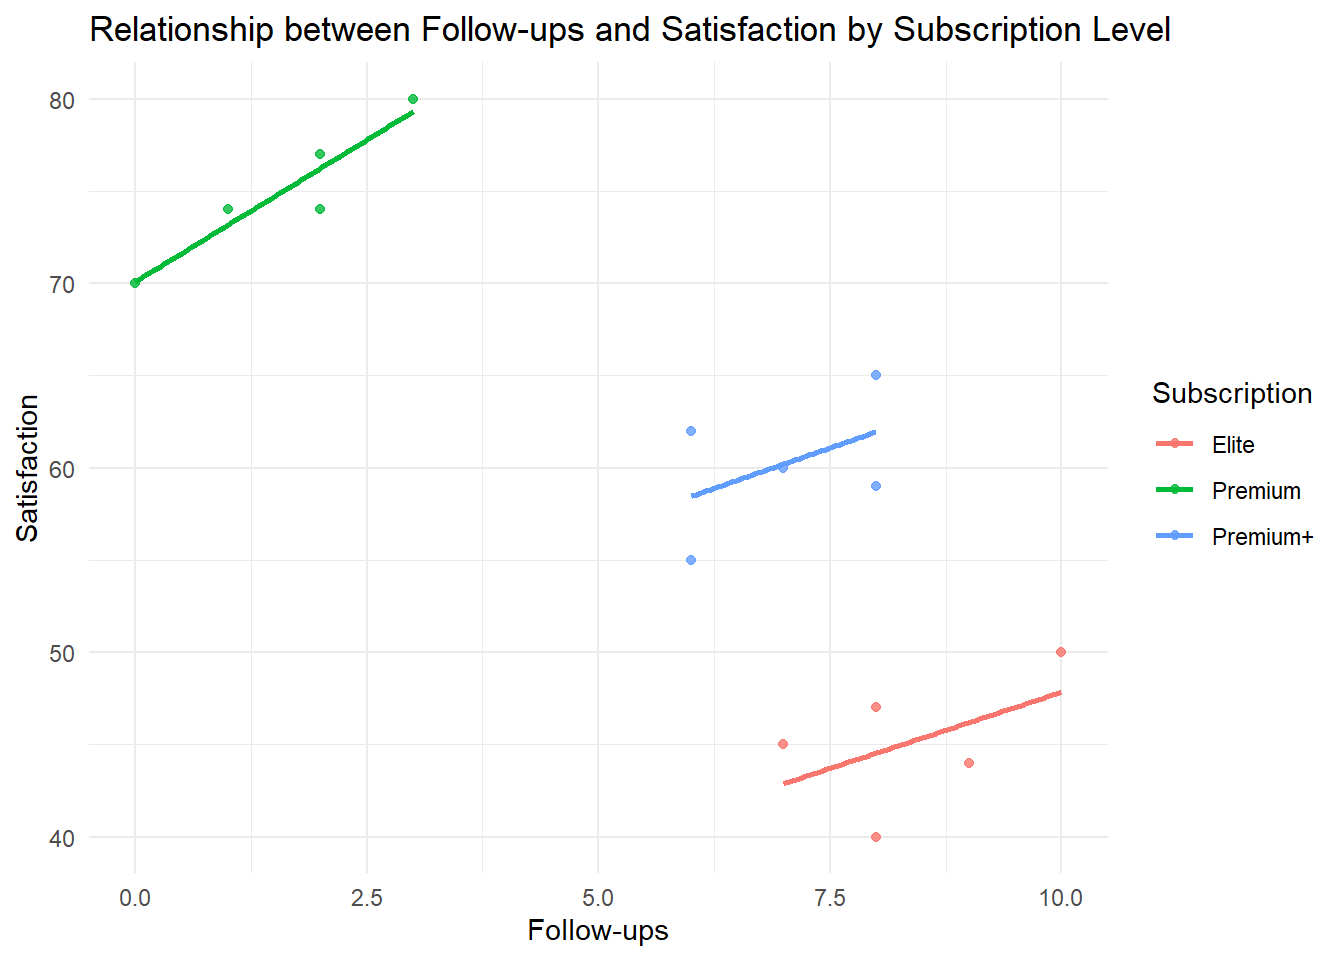 Relationship between Follow-ups and Satisfaction by Subscription Level
80
70
60
50
40
Satisfaction
0.0 2.5 5.0 7.5 10.0
Follow-ups
Subscription
Elite
Premium
Premium+